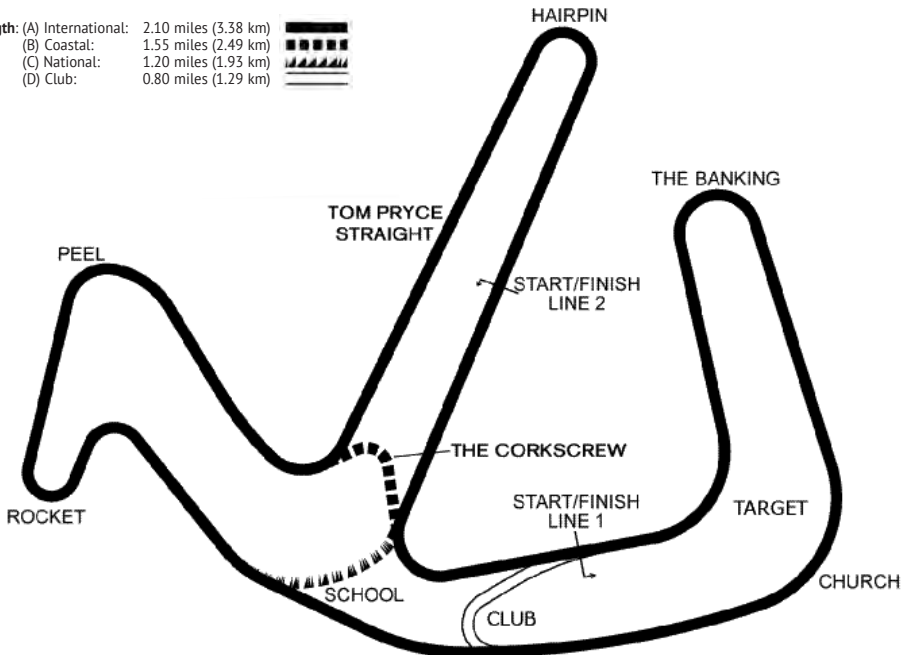 gth: (A) International: 2.10 miles (3.38 km)
(B) Coastal: 1.55 miles (2.49 km)
(C) National: 1.20 miles (1.93 km)
(D) Club: 0.80 miles (1.29 km)
HAIRPIN
THE BANKING
TOM PRYCE
STRAIGHT
PEEL
START/FINISH
LINE 2
THE CORKSCREW
START/FINISH
LINE 1
TARGET
ROCKET
CHURCH
SCHOOL
CLUB